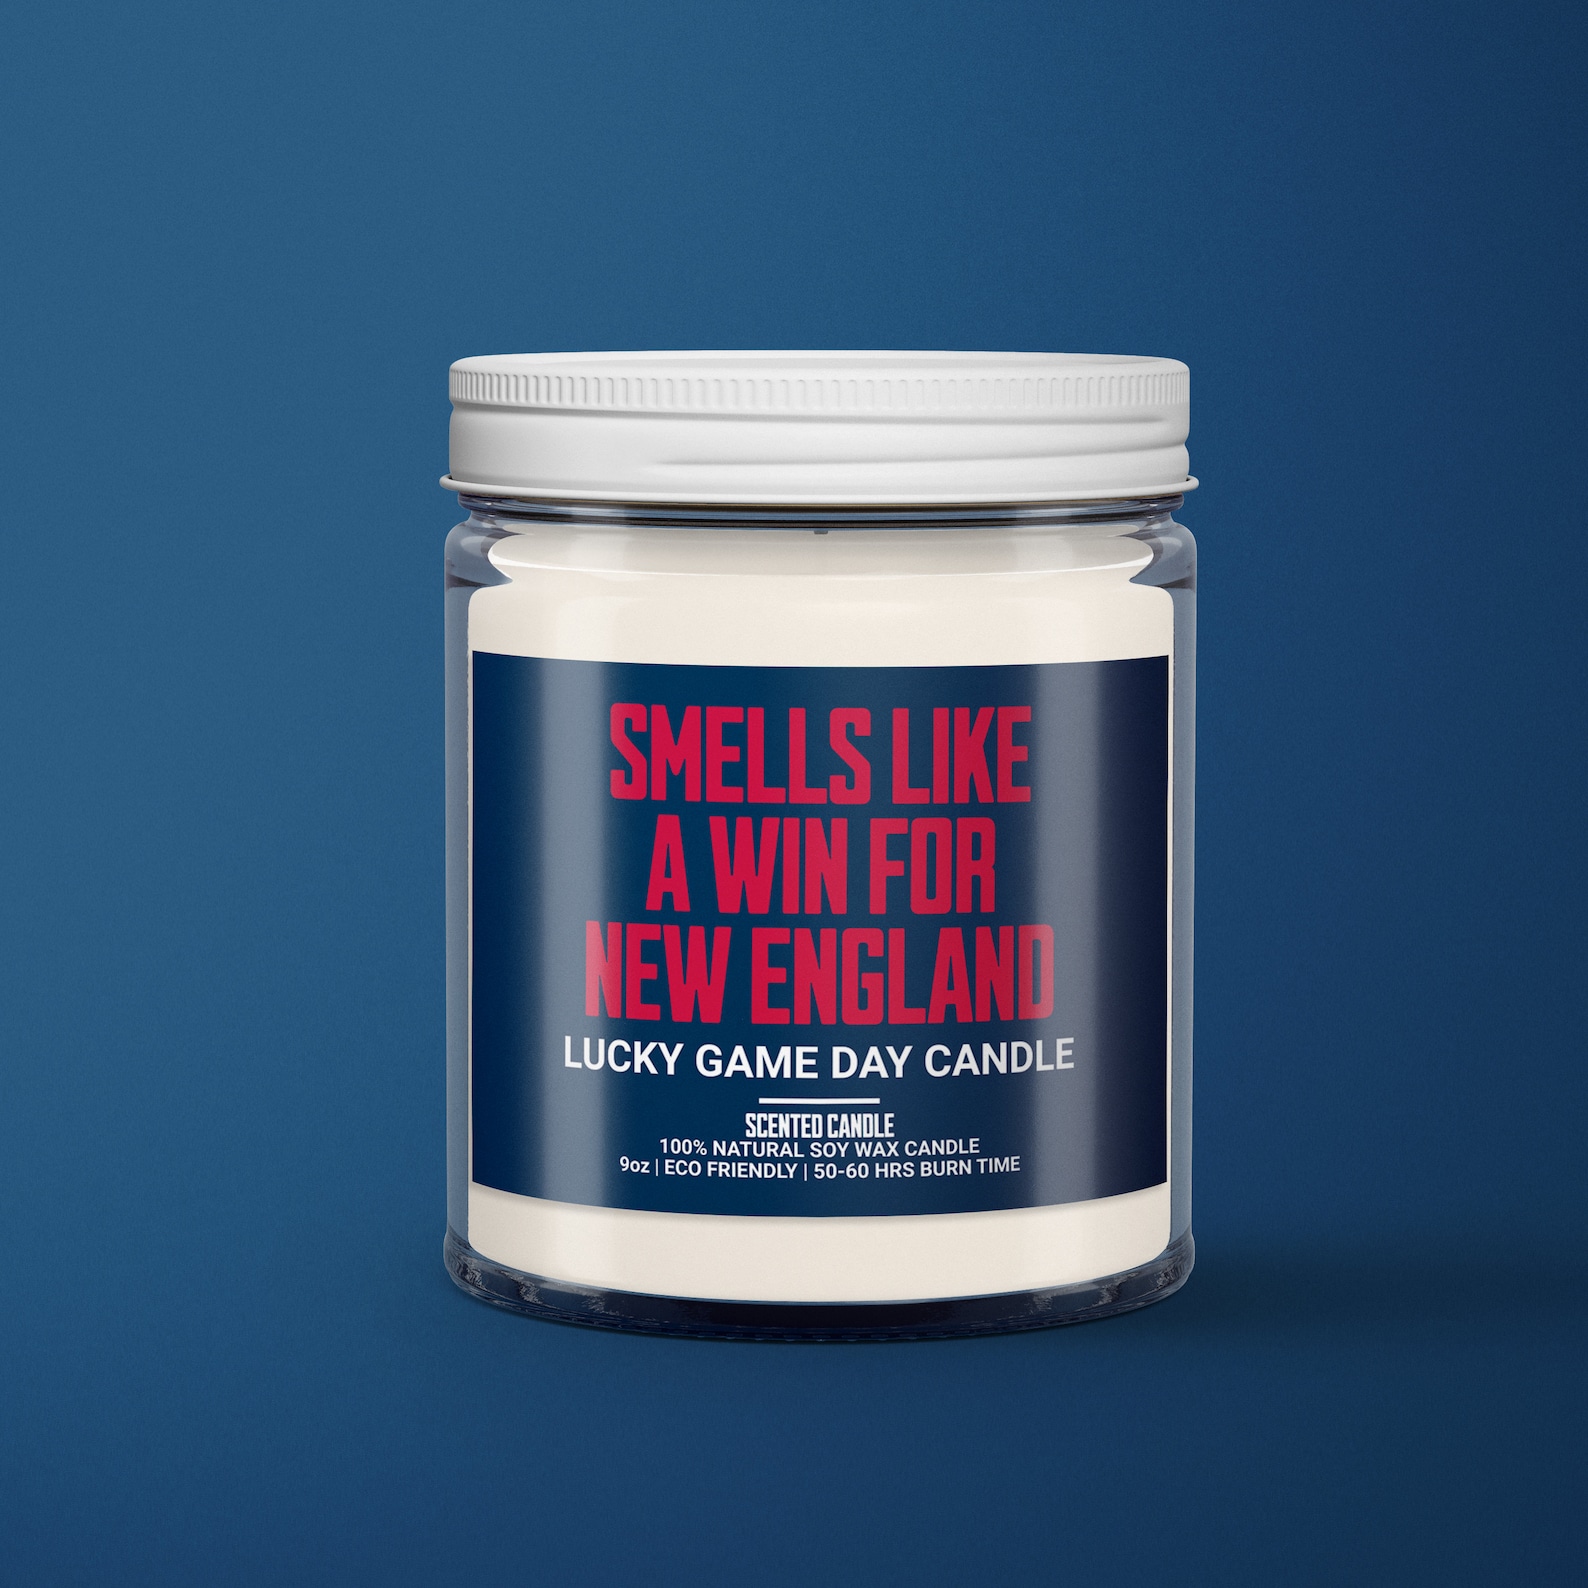 SMELLS LIKE
A WIN FOR
NEW ENGLAND
LUCKY GAME DAY CANDLE
SCENTED CANDLE
100% NATURAL SOY WAX CANDLE
9oz | ECO FRIENDLY | 50-60 HRS BURN TIME